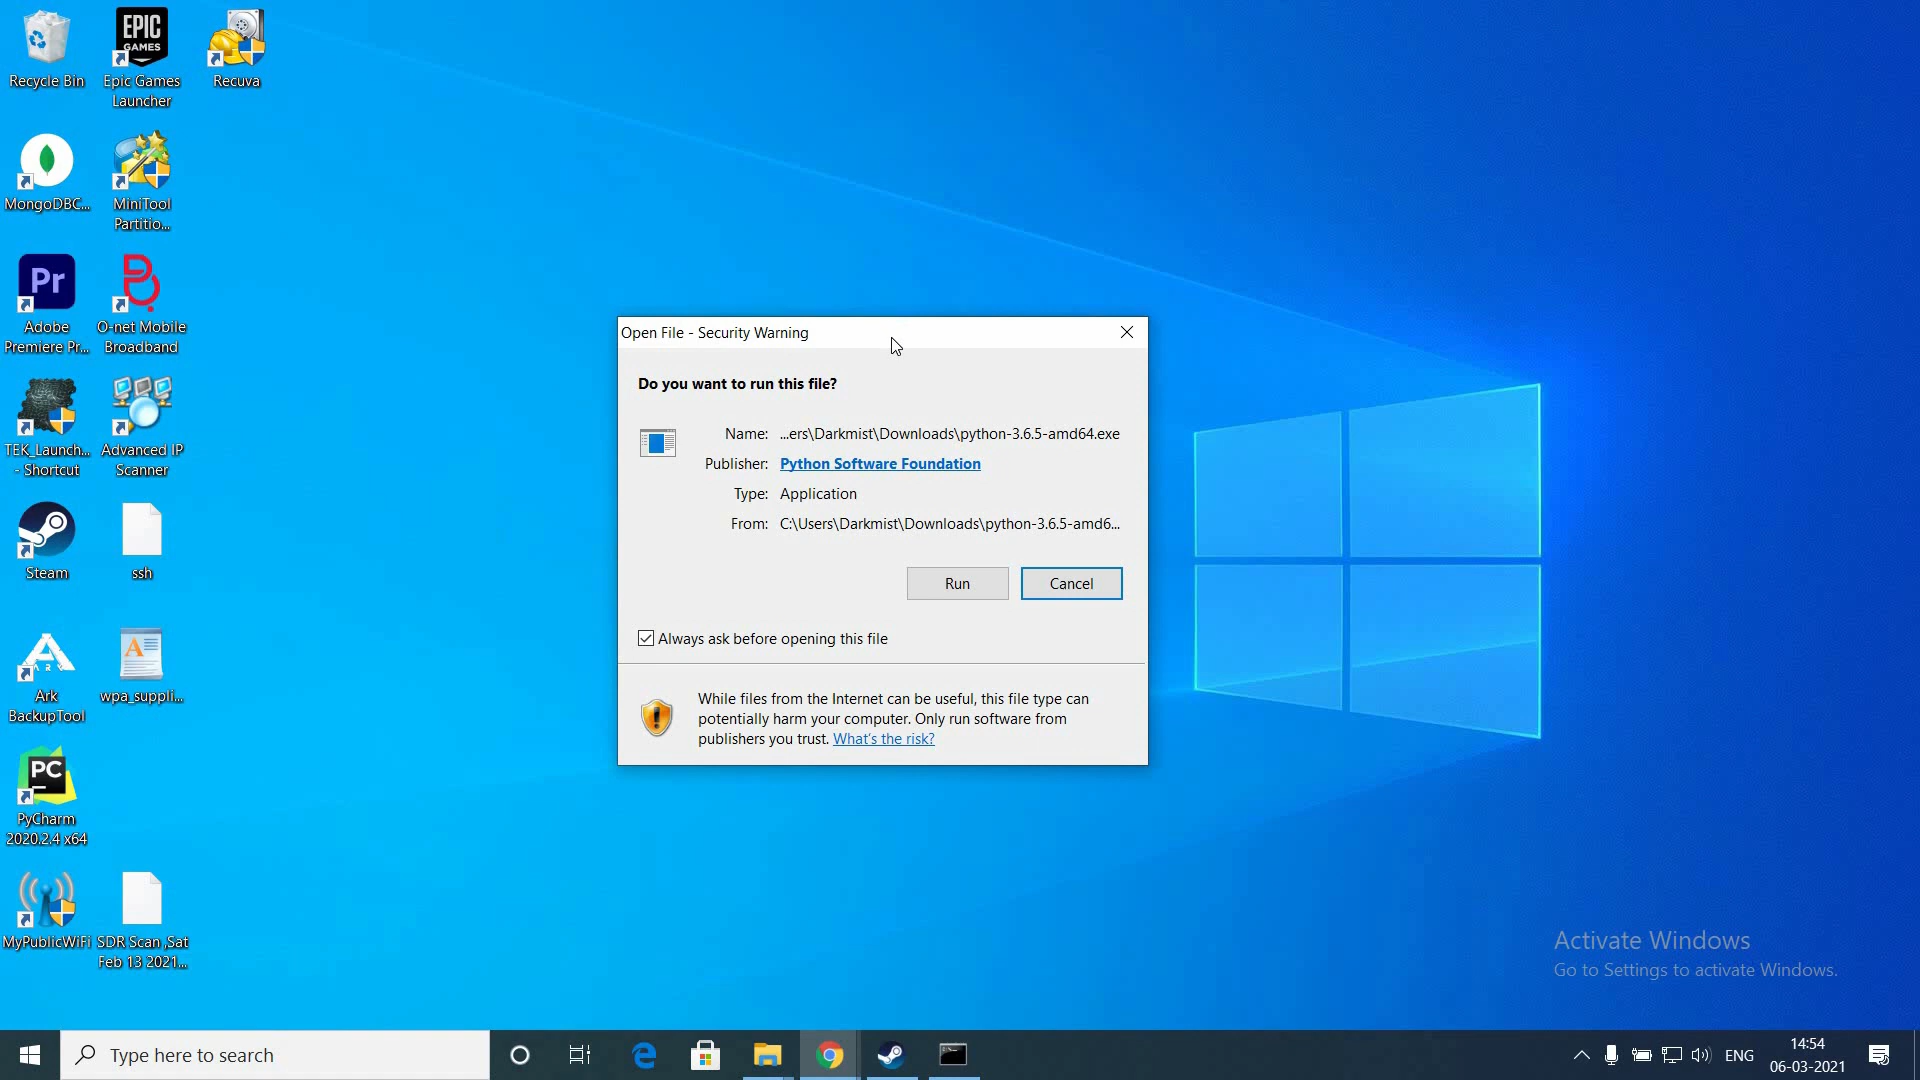 Recycle Bin
EPIC
GAMES
Epic Games
Launcher
Recuva
MongoDBC...
MiniTool
Partitio...
Pr
Adobe
Premiere Pr...
O-net Mobile
Broadband
TEK_Launch...
- Shortcut
Advanced IP
Scanner
Steam
ssh
Ark
BackupTool
wpa_suppli...
PC
PyCharm
2020.2.4 x64
MyPublicWiFi
SDR Scan ,Sat
Feb 13 2021...
Open File - Security Warning
Do you want to run this file?
Name: ...ers\Darkmist\Downloads\python-3.6.5-amd64.exe
Publisher: Python Software Foundation
Type: Application
From: C:\Users\Darkmist\Downloads\python-3.6.5-amd6...
Run
Cancel
Always ask before opening this file
While files from the Internet can be useful, this file type can
potentially harm your computer. Only run software from
publishers you trust. What's the risk?
Activate Windows
Go to Settings to activate Windows.
Type here to search
ENG
14:54
06-03-2021